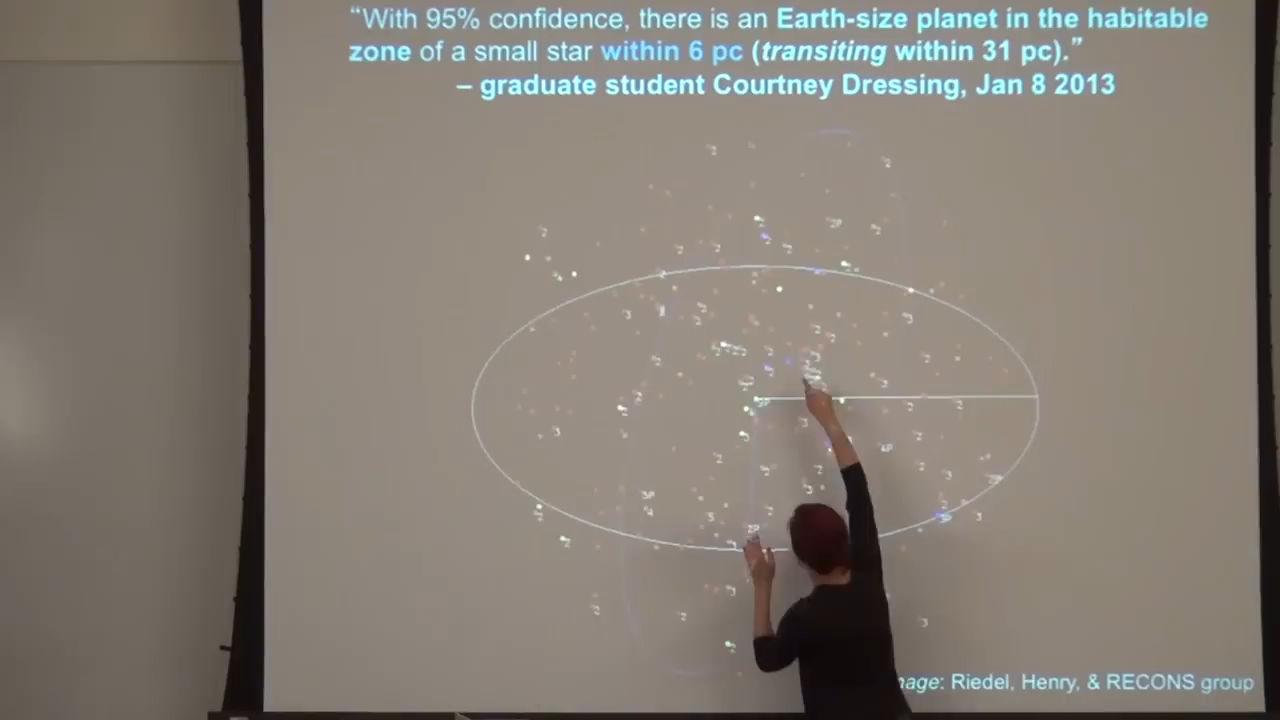 “With 95% confidence, there is an Earth-size planet in the habitable
zone of a small star within 6 pc (transiting within 31 pc).”
– graduate student Courtney Dressing, Jan 8 2013
: Riedel, Henry, & RECONS group